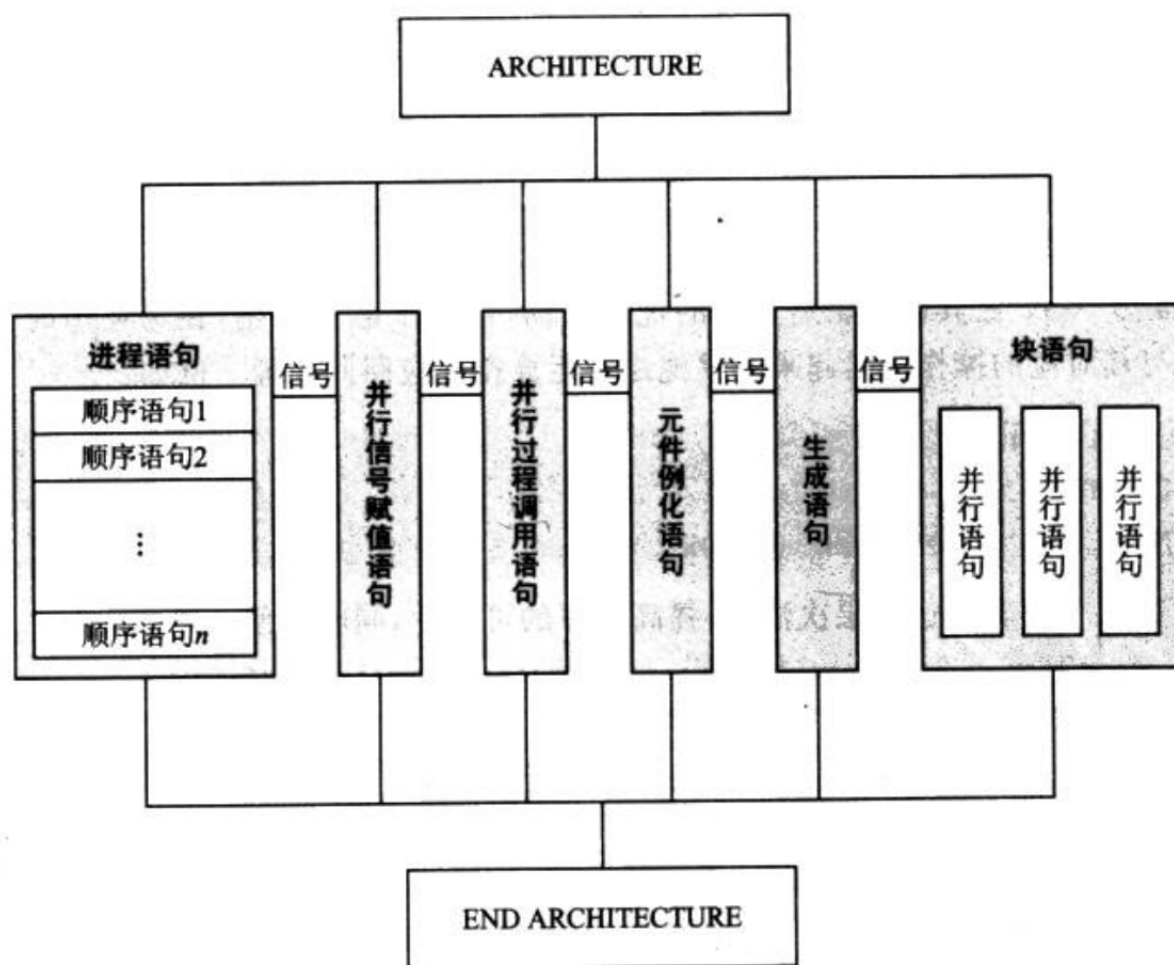 ARCHITECTURE
进程语句
顺序语句1
顺序语句2
⋮
顺序语句n
信号
并行信号赋值语句
信号
并行过程调用语句
信号
元件例化语句
信号
生成语句
信号
块语句
并行语句
并行语句
并行语句
END ARCHITECTURE